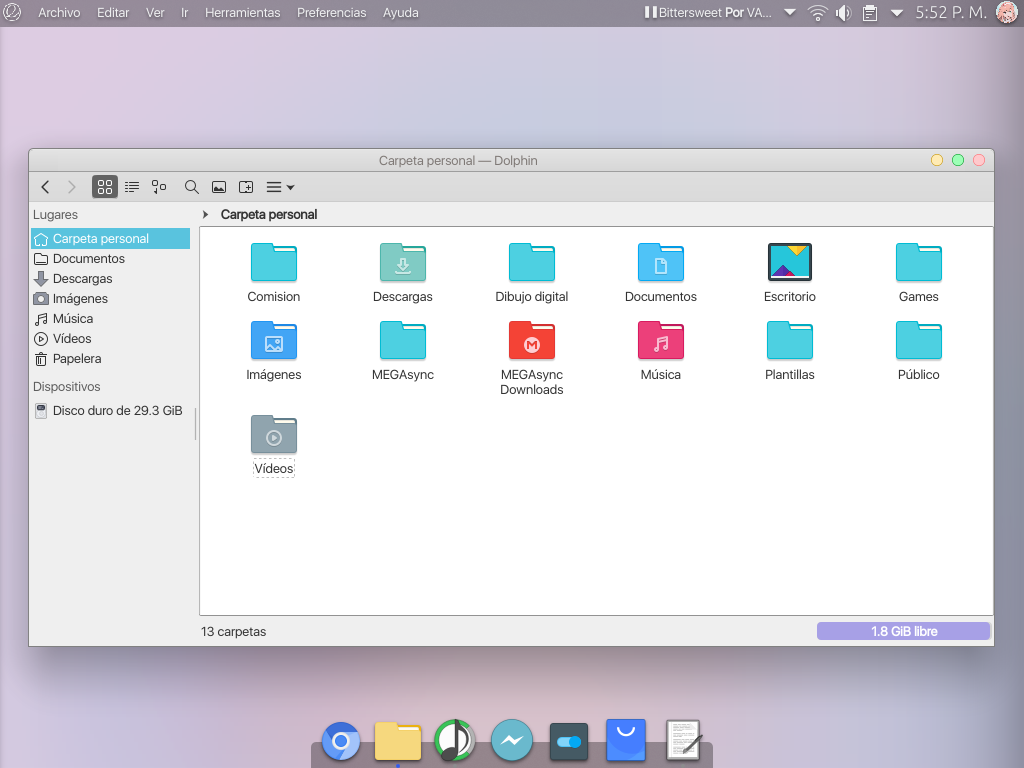 Archivo Editar Ver Ir Herramientas Preferencias Ayuda Bittersweet Por VA... 5:52 P. M.
Carpeta personal — Dolphin
Lugares
Carpeta personal
Carpeta personal
Documentos
Descargas
Imágenes
Música
Vídeos
Papelera
Dispositivos
Disco duro de 29.3 GiB
Comision Descargas Dibujo digital Documentos Escritorio Games
Imágenes MEGAsync MEGAsync Música Plantillas Público
Downloads
Vídeos
13 carpetas
1.8 GiB libre